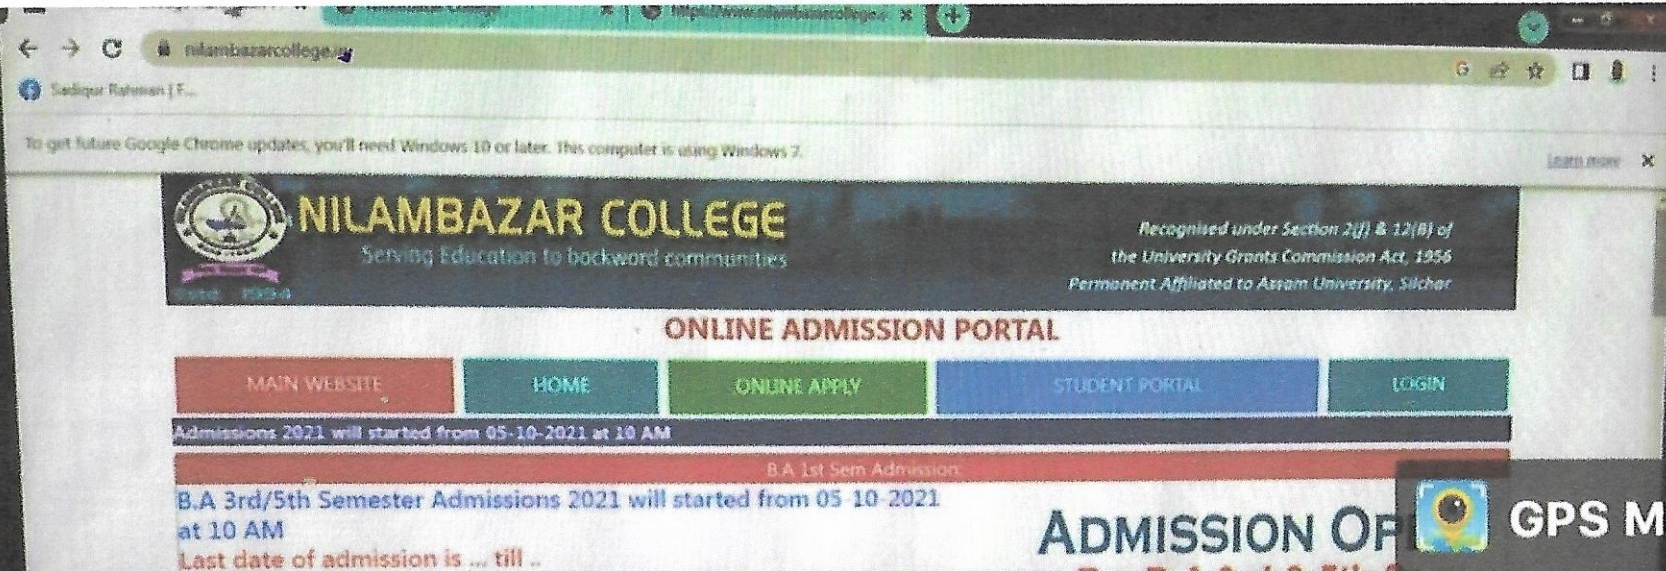 nilambazarcollege.in
Sadiqur Rahman | F...
To get future Google Chrome updates, you'll need Windows 10 or later. This computer is using Windows 7.
Learn more
NILAMBAZAR COLLEGE
Serving Education to backword communities
Estd 1994
Recognised under Section 2(f) & 12(B) of
the University Grants Commission Act, 1956
Permanent Affiliated to Assam University, Silchar
ONLINE ADMISSION PORTAL
MAIN WEBSITE HOME ONLINE APPLY STUDENT PORTAL LOGIN
Admissions 2021 will started from 05-10-2021 at 10 AM
B.A 1st Sem Admission:
B.A 3rd/5th Semester Admissions 2021 will started from 05-10-2021
at 10 AM
Last date of admission is ... till ..
ADMISSION OP
GPS M